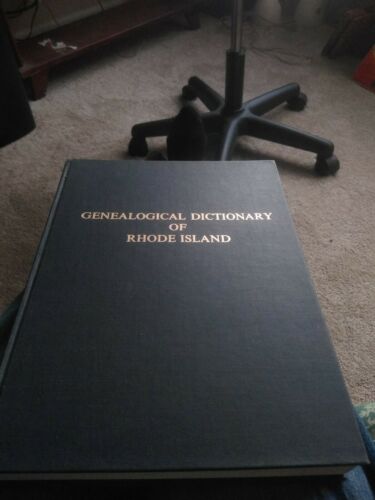 GENEALOGICAL DICTIONARY
OF
RHODE ISLAND